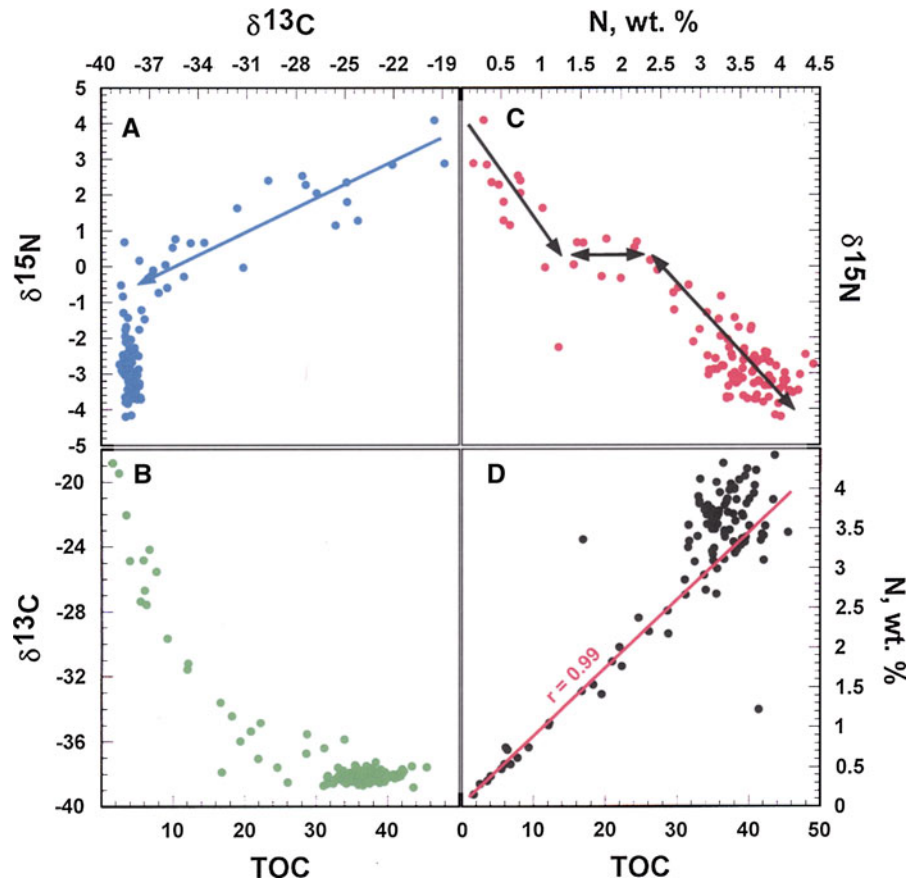 δ13C N, wt. %
-40 -37 -34 -31 -28 -25 -22 -19 0.5 1 1.5 2 2.5 3 3.5 4 4.5
5
4
3
2
1
0
-1
-2
-3
-4
-5
δ15N
A
C
δ15N
-20
-24
-28
-32
-36
-40
δ13C
B
D
r = 0.99
4
3.5
3
2.5
2
1.5
1
0.5
0
N, wt. %
10 20 30 40 0 10 20 30 40 50
TOC TOC